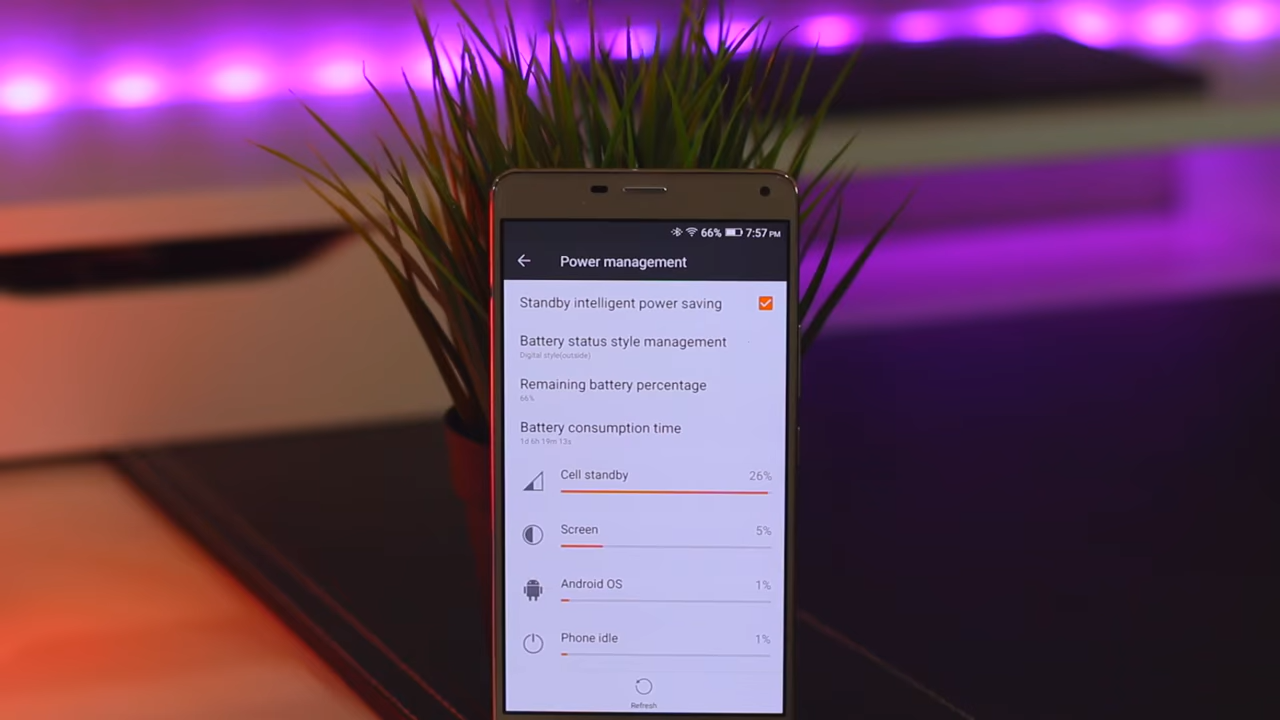 66% 7:57 PM
Power management
Standby intelligent power saving
Battery status style management
Digital style(outside)
Remaining battery percentage
66%
Battery consumption time
1d 6h 19m 13s
Cell standby 26%
Screen 5%
Android OS 1%
Phone idle 1%
Refresh